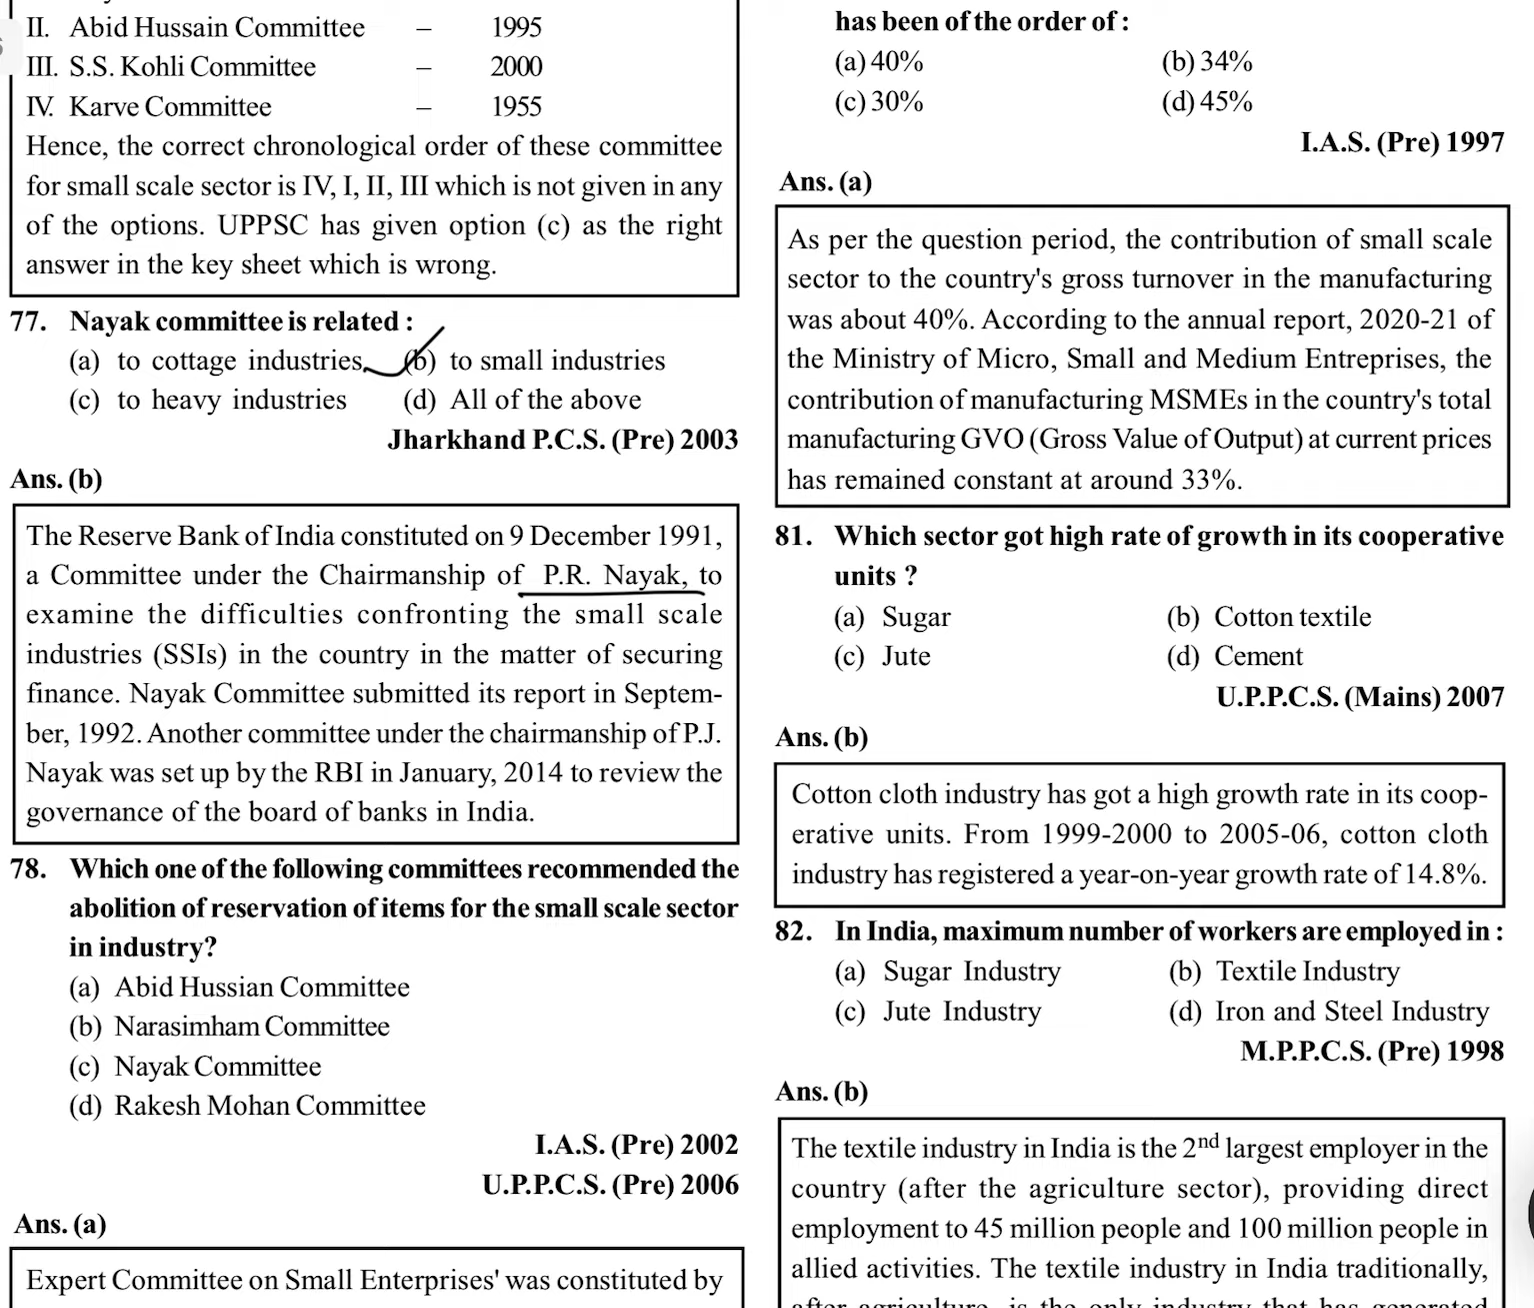 II. Abid Hussain Committee – 1995
III. S.S. Kohli Committee – 2000
IV. Karve Committee – 1955
Hence, the correct chronological order of these committee
for small scale sector is IV, I, II, III which is not given in any
of the options. UPPSC has given option (c) as the right
answer in the key sheet which is wrong.
77. Nayak committee is related :
(a) to cottage industries (b) to small industries
(c) to heavy industries (d) All of the above
Jharkhand P.C.S. (Pre) 2003
Ans. (b)
The Reserve Bank of India constituted on 9 December 1991,
a Committee under the Chairmanship of P.R. Nayak, to
examine the difficulties confronting the small scale
industries (SSIs) in the country in the matter of securing
finance. Nayak Committee submitted its report in Septem-
ber, 1992. Another committee under the chairmanship of P.J.
Nayak was set up by the RBI in January, 2014 to review the
governance of the board of banks in India.
78. Which one of the following committees recommended the
abolition of reservation of items for the small scale sector
in industry?
(a) Abid Hussian Committee
(b) Narasimham Committee
(c) Nayak Committee
(d) Rakesh Mohan Committee
I.A.S. (Pre) 2002
U.P.P.C.S. (Pre) 2006
Ans. (a)
Expert Committee on Small Enterprises' was constituted by
has been of the order of :
(a) 40% (b) 34%
(c) 30% (d) 45%
I.A.S. (Pre) 1997
Ans. (a)
As per the question period, the contribution of small scale
sector to the country's gross turnover in the manufacturing
was about 40%. According to the annual report, 2020-21 of
the Ministry of Micro, Small and Medium Entreprises, the
contribution of manufacturing MSMEs in the country's total
manufacturing GVO (Gross Value of Output) at current prices
has remained constant at around 33%.
81. Which sector got high rate of growth in its cooperative
units ?
(a) Sugar (b) Cotton textile
(c) Jute (d) Cement
U.P.P.C.S. (Mains) 2007
Ans. (b)
Cotton cloth industry has got a high growth rate in its coop-
erative units. From 1999-2000 to 2005-06, cotton cloth
industry has registered a year-on-year growth rate of 14.8%.
82. In India, maximum number of workers are employed in :
(a) Sugar Industry (b) Textile Industry
(c) Jute Industry (d) Iron and Steel Industry
M.P.P.C.S. (Pre) 1998
Ans. (b)
The textile industry in India is the 2nd largest employer in the
country (after the agriculture sector), providing direct
employment to 45 million people and 100 million people in
allied activities. The textile industry in India traditionally,
after agriculture, is the only industry that has generated